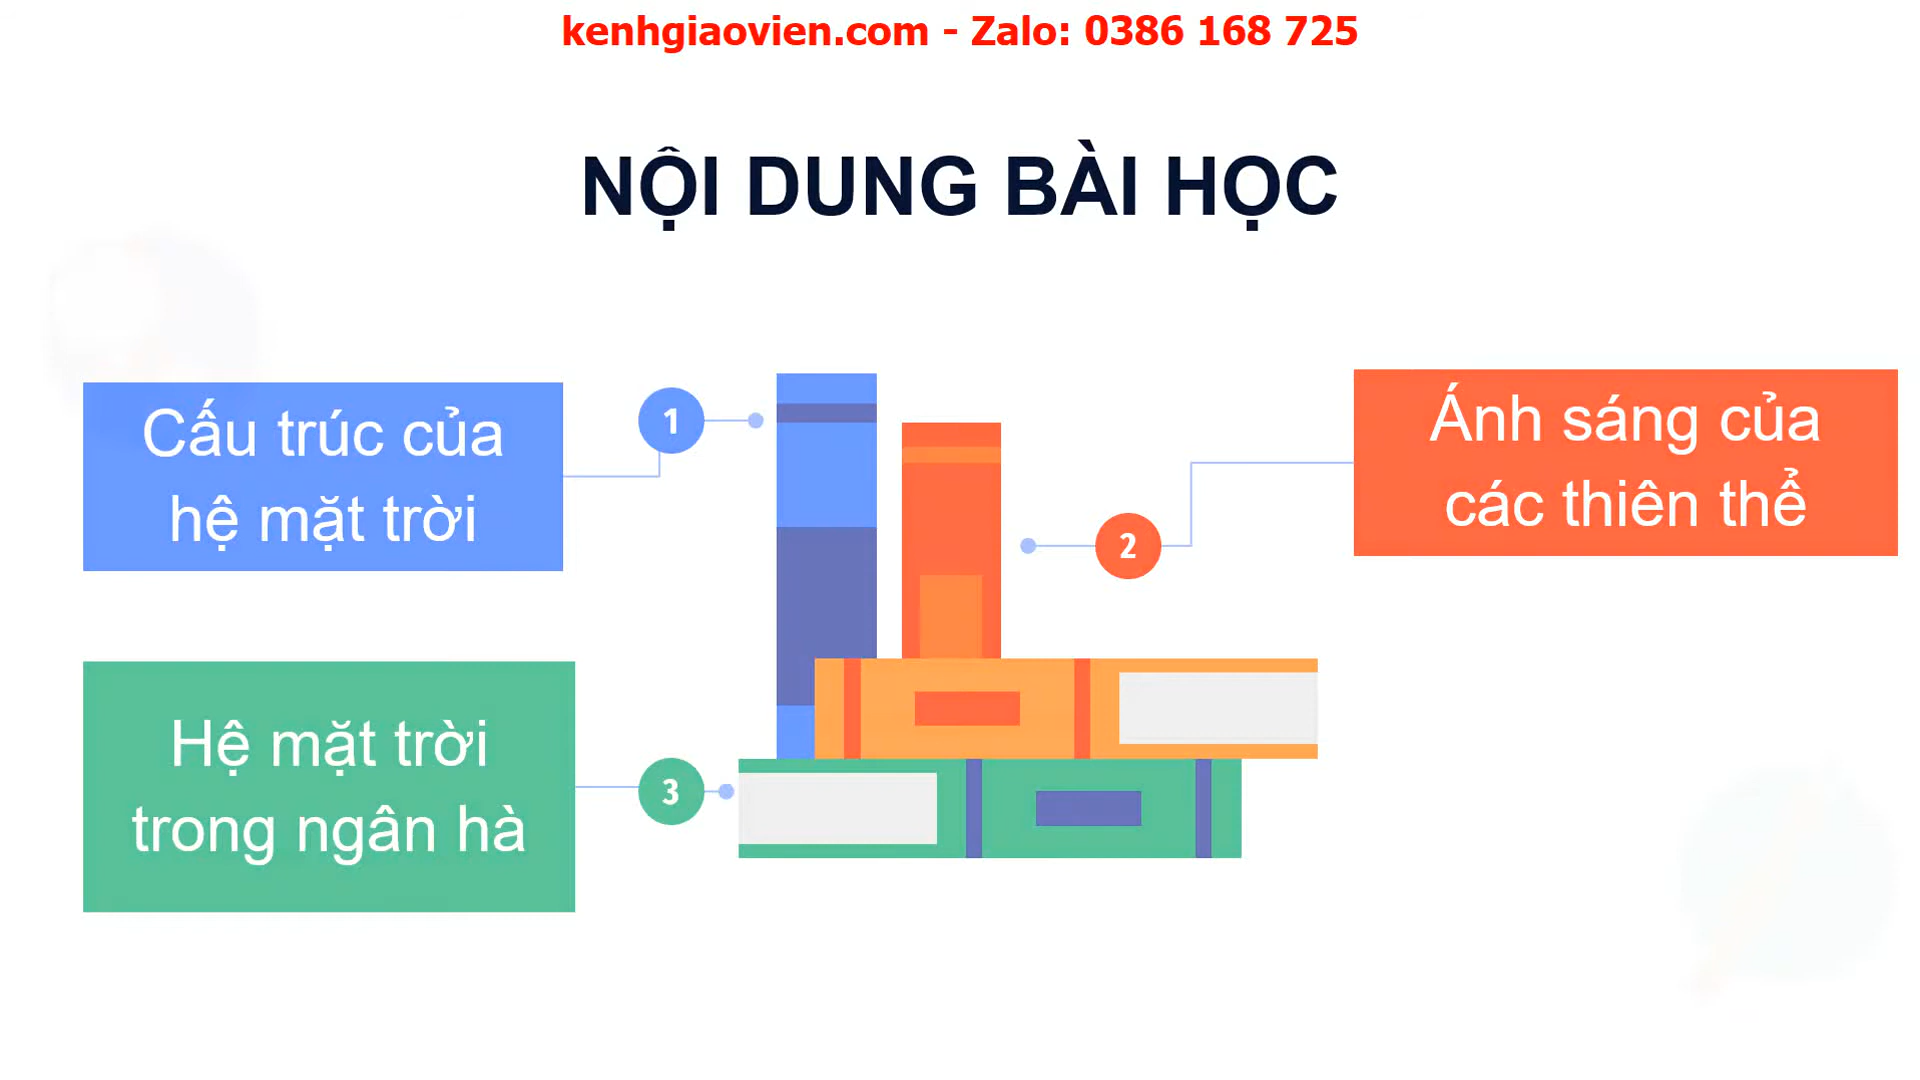 kenhgiaovien.com - Zalo: 0386 168 725
NỘI DUNG BÀI HỌC
1
Cấu trúc của
hệ mặt trời
2
Ánh sáng của
các thiên thể
3
Hệ mặt trời
trong ngân hà